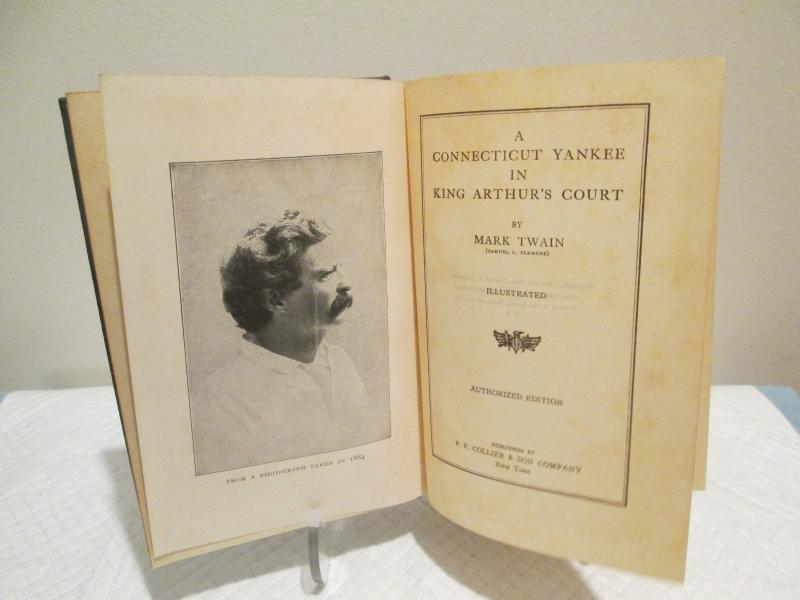 FROM A PHOTOGRAPH TAKEN IN 1884
A
CONNECTICUT YANKEE
IN
KING ARTHUR'S COURT
BY
MARK TWAIN
(SAMUEL L. CLEMENS)
ILLUSTRATED
AUTHORIZED EDITION
PUBLISHED BY
P. F. COLLIER & SON COMPANY
New York